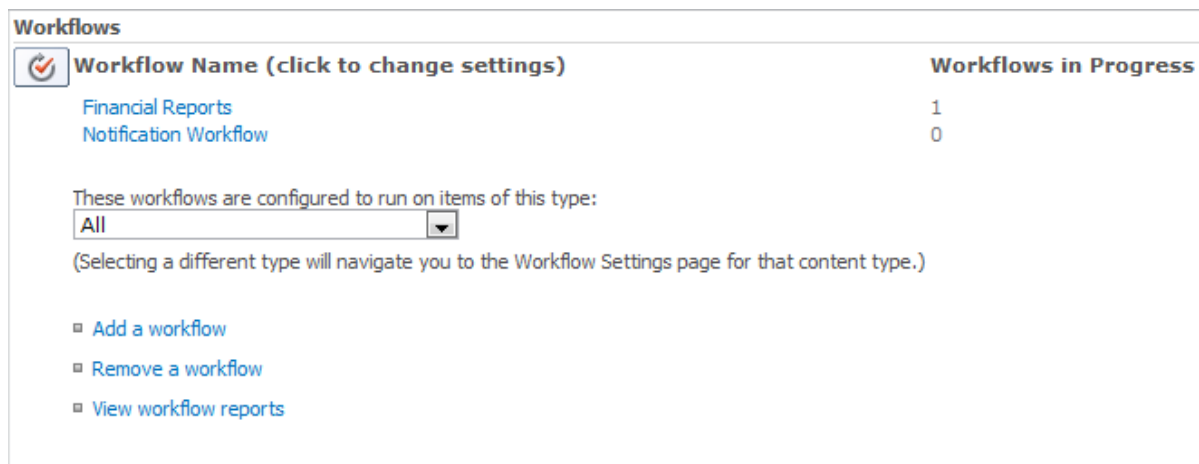 Workflows
Workflow Name (click to change settings) Workflows in Progress
Financial Reports 1
Notification Workflow 0
These workflows are configured to run on items of this type:
All
(Selecting a different type will navigate you to the Workflow Settings page for that content type.)
Add a workflow
Remove a workflow
View workflow reports